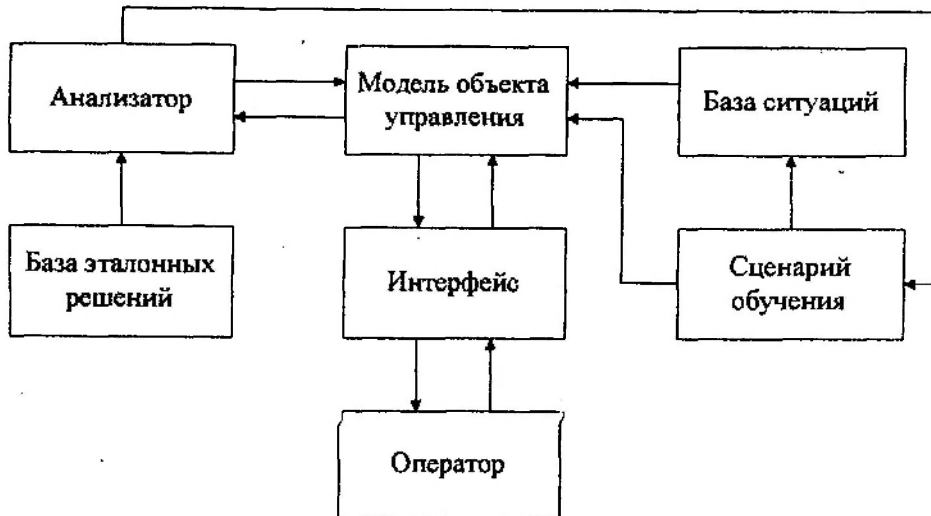 Анализатор
Модель объекта
управления
База ситуаций
База эталонных
решений
Интерфейс
Сценарий
обучения
Оператор